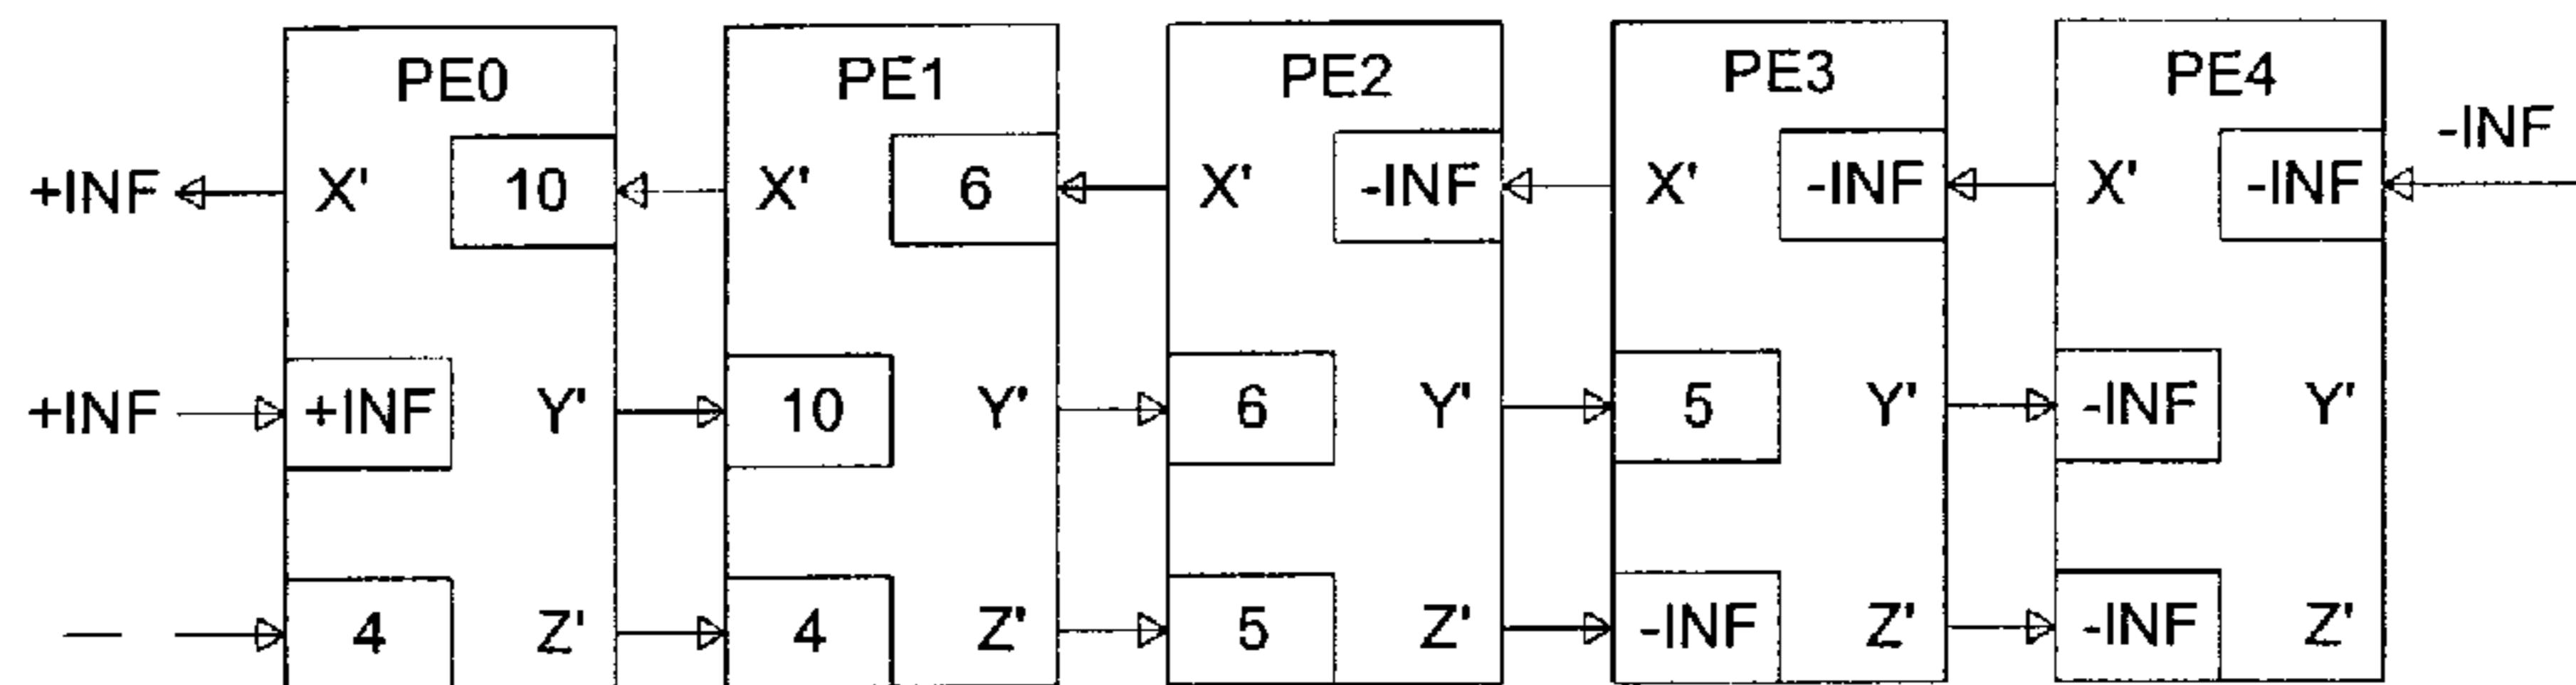 PE0 PE1 PE2 PE3 PE4
-INF
+INF X' 10 X' 6 X' -INF X' -INF X' -INF
+INF +INF Y' 10 Y' 6 Y' 5 Y' -INF Y'
— 4 Z' 4 Z' 5 Z' -INF Z' -INF Z'